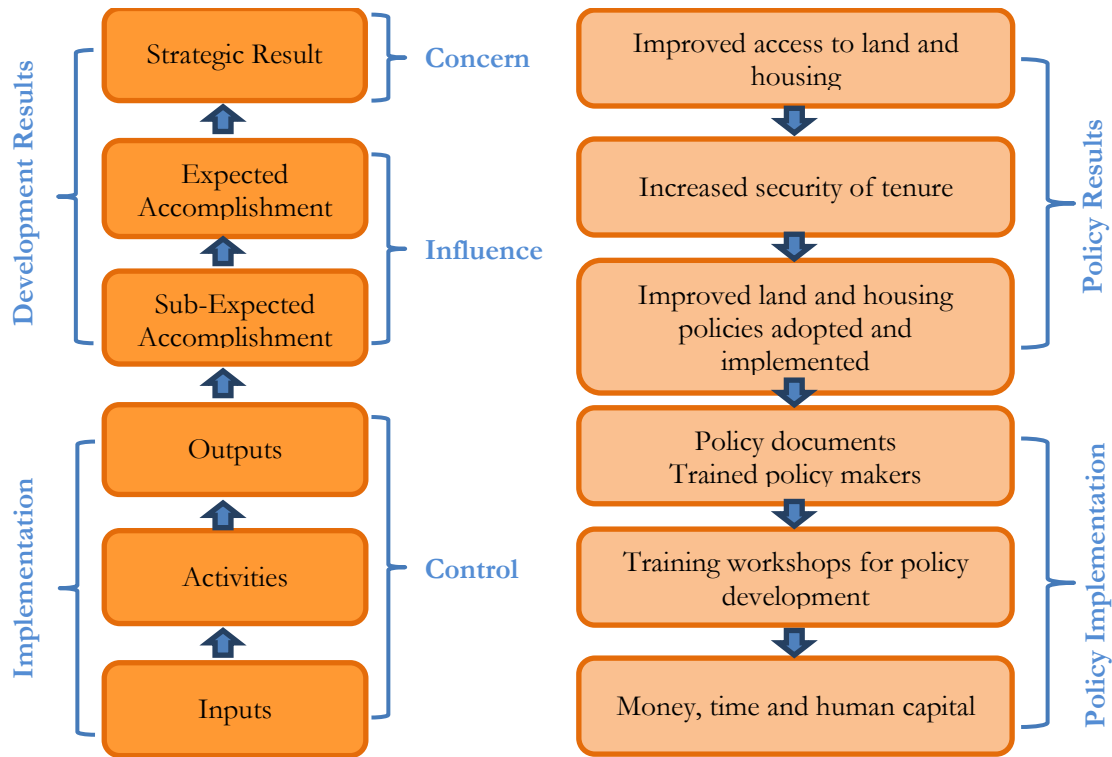 Development Results
Strategic Result
Concern
Expected
Accomplishment
Influence
Sub-Expected
Accomplishment
Implementation
Outputs
Activities
Control
Inputs
Improved access to land and
housing
Increased security of tenure
Improved land and housing
policies adopted and
implemented
Policy Results
Policy documents
Trained policy makers
Training workshops for policy
development
Money, time and human capital
Policy Implementation